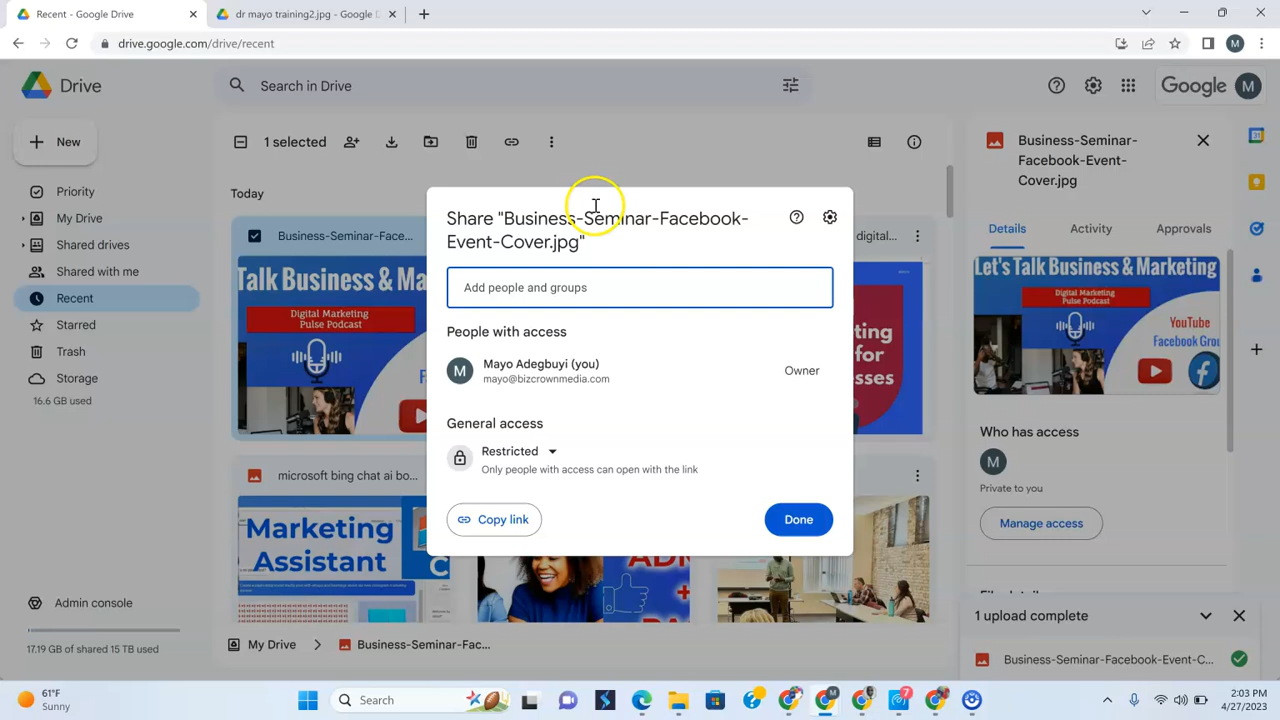 Recent - Google Drive
dr mayo training2.jpg - Google D
drive.google.com/drive/recent
M
Drive
Search in Drive
Google M
New
1 selected
Business-Seminar-
Facebook-
Event-
Cover.jpg
Priority
My Drive
Shared drives
Shared with me
Recent
Starred
Trash
Storage
16.6 GB used
Today
Business-Seminar-Face...
digital...
Details
Activity
Approvals
Talk Business & M
Digital Marketing
Pulse Podcast
Let's Talk Business & Mar
Digital Marketing
Pulse Podcast
YouTube
Facebook Gro
Share "Business-Seminar-Facebook-
Event-Cover.jpg"
Add people and groups
People with access
M
Mayo Adegbuyi (you)
mayo@bizcrownmedia.com
Owner
General access
Restricted
Only people with access can open with the link
Copy link
Done
Who has access
M
Private to you
Manage access
microsoft bing chat ai bo...
Marketing
Assistant
Admin console
17.19 GB of shared 15 TB used
My Drive
Business-Seminar-Fac...
1 upload complete
Business-Seminar-Facebook-Event-C...
61°F
Sunny
Search
7
2:03 PM
4/27/2023